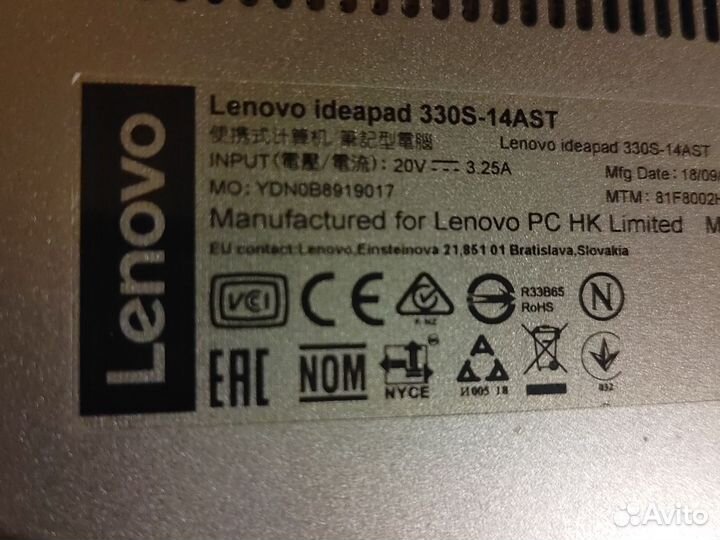 Lenovo
Lenovo ideapad 330S-14AST
便携式计算机 筆記型電腦 Lenovo ideapad 330S-14AST
INPUT(電壓/電流): 20V⎓ 3.25A Mfg Date: 18/09/
MO: YDN0B8919017 MTM: 81F8002H
Manufactured for Lenovo PC HK Limited M
EU contact:Lenovo,Einsteinova 21,851 01 Bratislava,Slovakia
VCI CE R33B65
RoHS N
EAC NOM NYCE И005 18 032
Avito